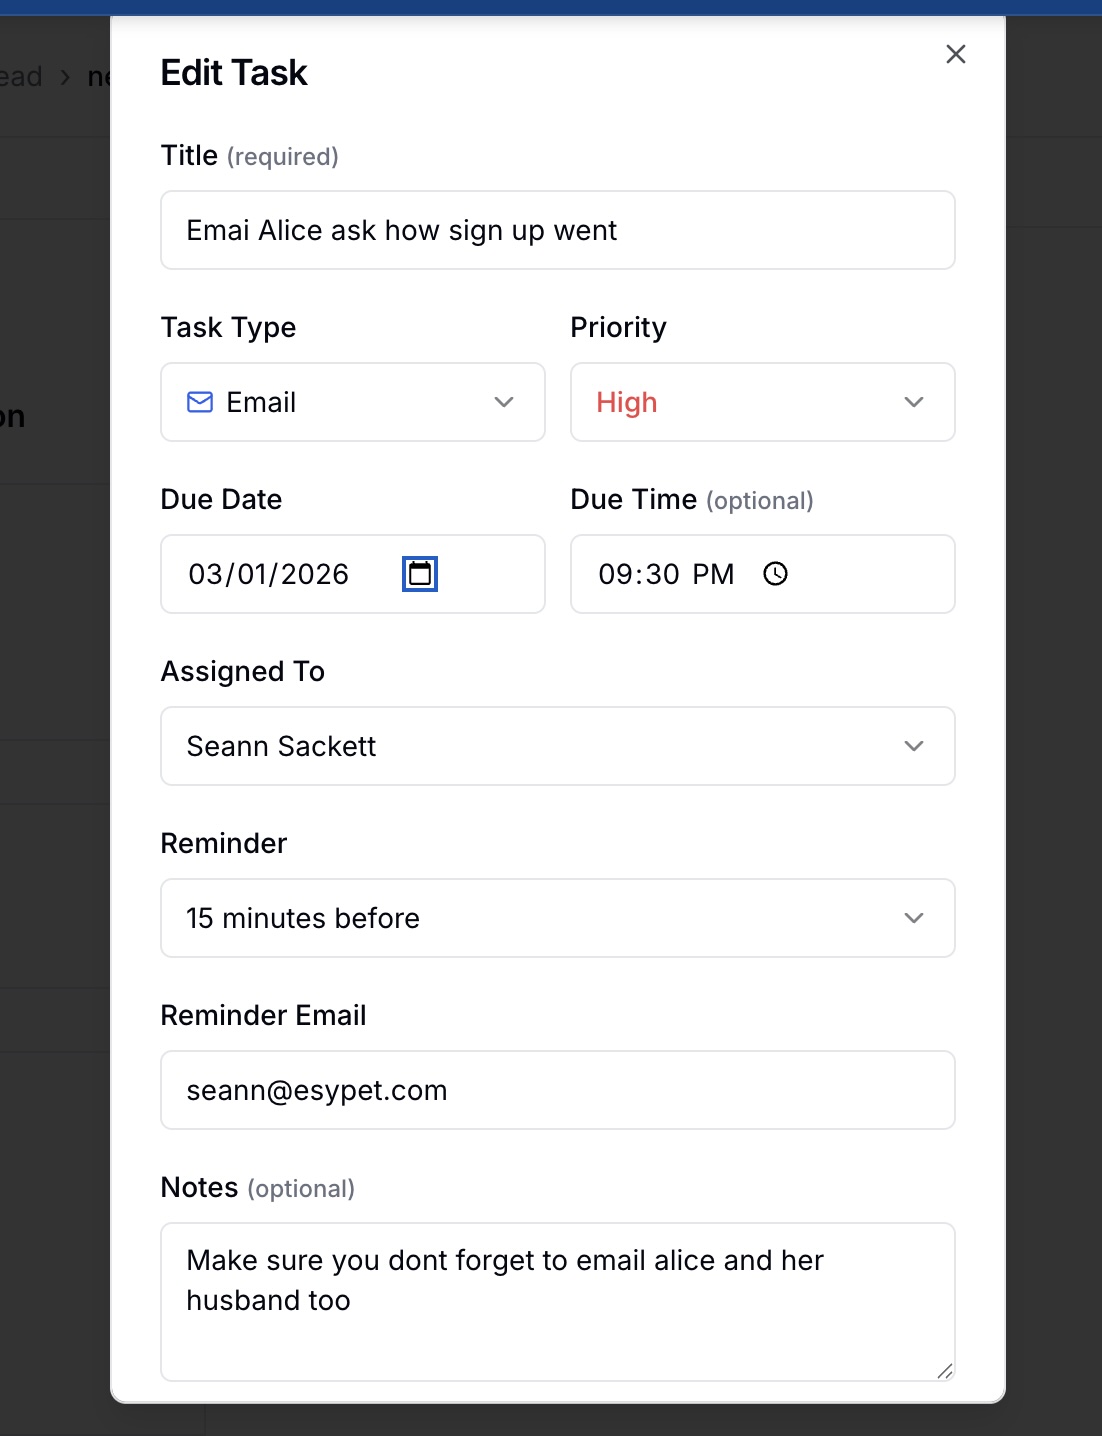 Edit Task
Title (required)
Emai Alice ask how sign up went
Task Type
Priority
Email
High
Due Date
Due Time (optional)
03/01/2026
09:30 PM
Assigned To
Seann Sackett
Reminder
15 minutes before
Reminder Email
seann@esypet.com
Notes (optional)
Make sure you dont forget to email alice and her
husband too